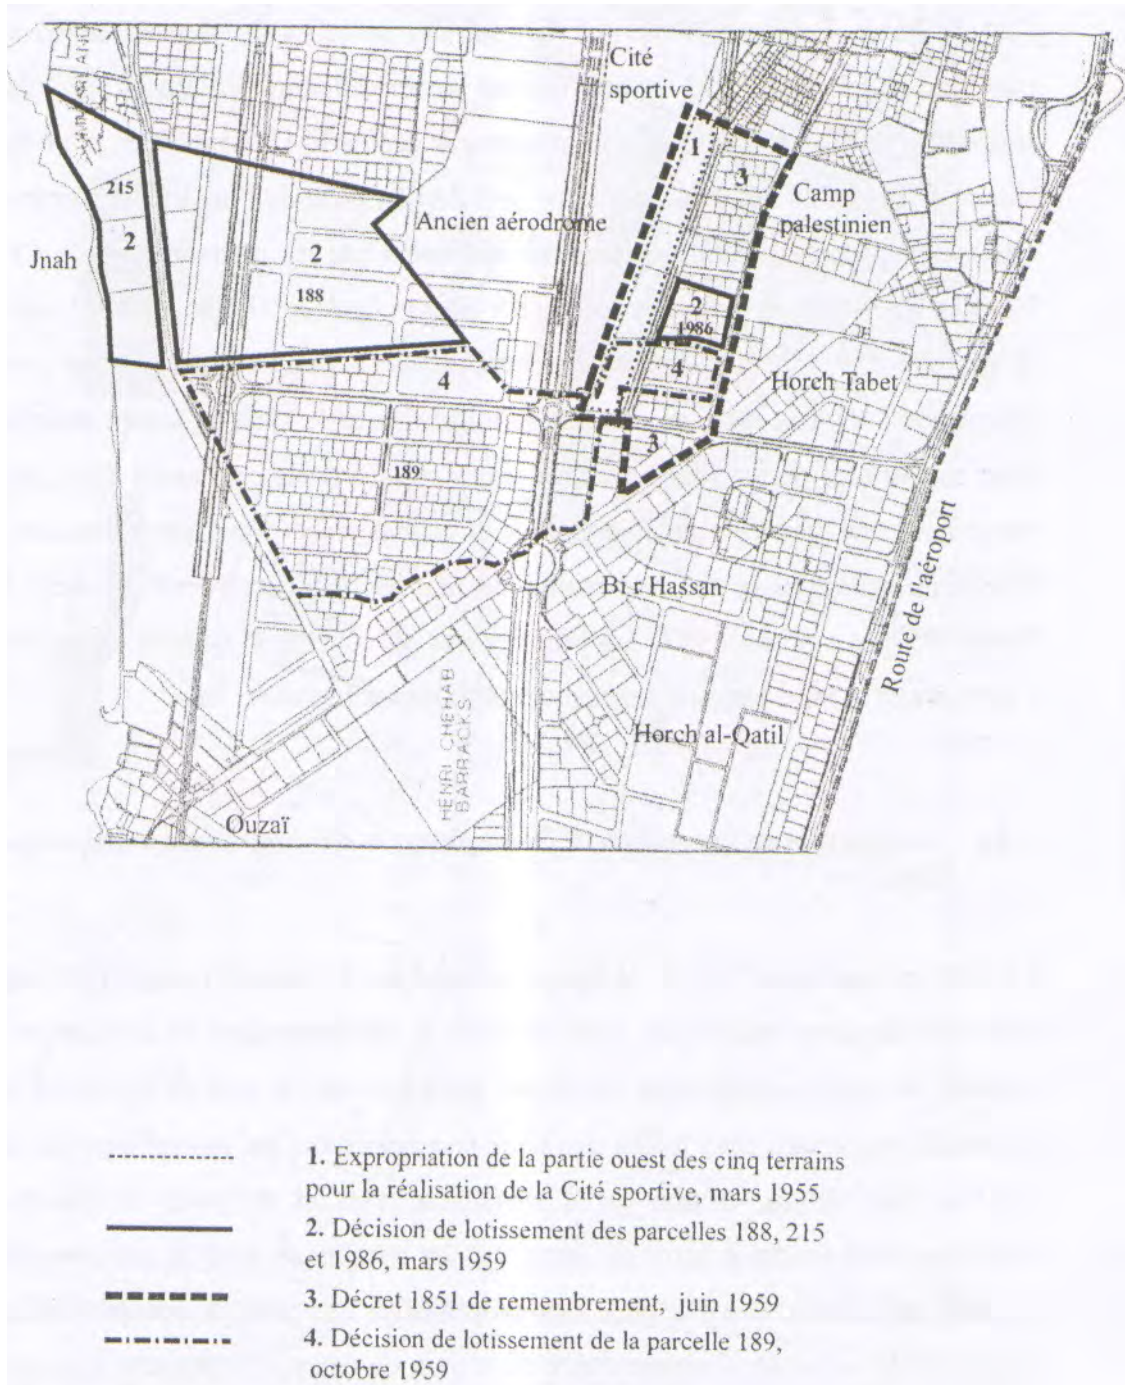 Cité
sportive
1
3
215
Camp
palestinien
Ancien aérodrome
2
2
Jnah
188
2
1986
4
4
Horch Tabet
3
189
Route de l'aéroport
Bi r Hassan
HENRI CHEHAB
BARRACKS
Horch al-Qatil
Ouzaï
1. Expropriation de la partie ouest des cinq terrains
pour la réalisation de la Cité sportive, mars 1955
2. Décision de lotissement des parcelles 188, 215
et 1986, mars 1959
3. Décret 1851 de remembrement, juin 1959
4. Décision de lotissement de la parcelle 189,
octobre 1959